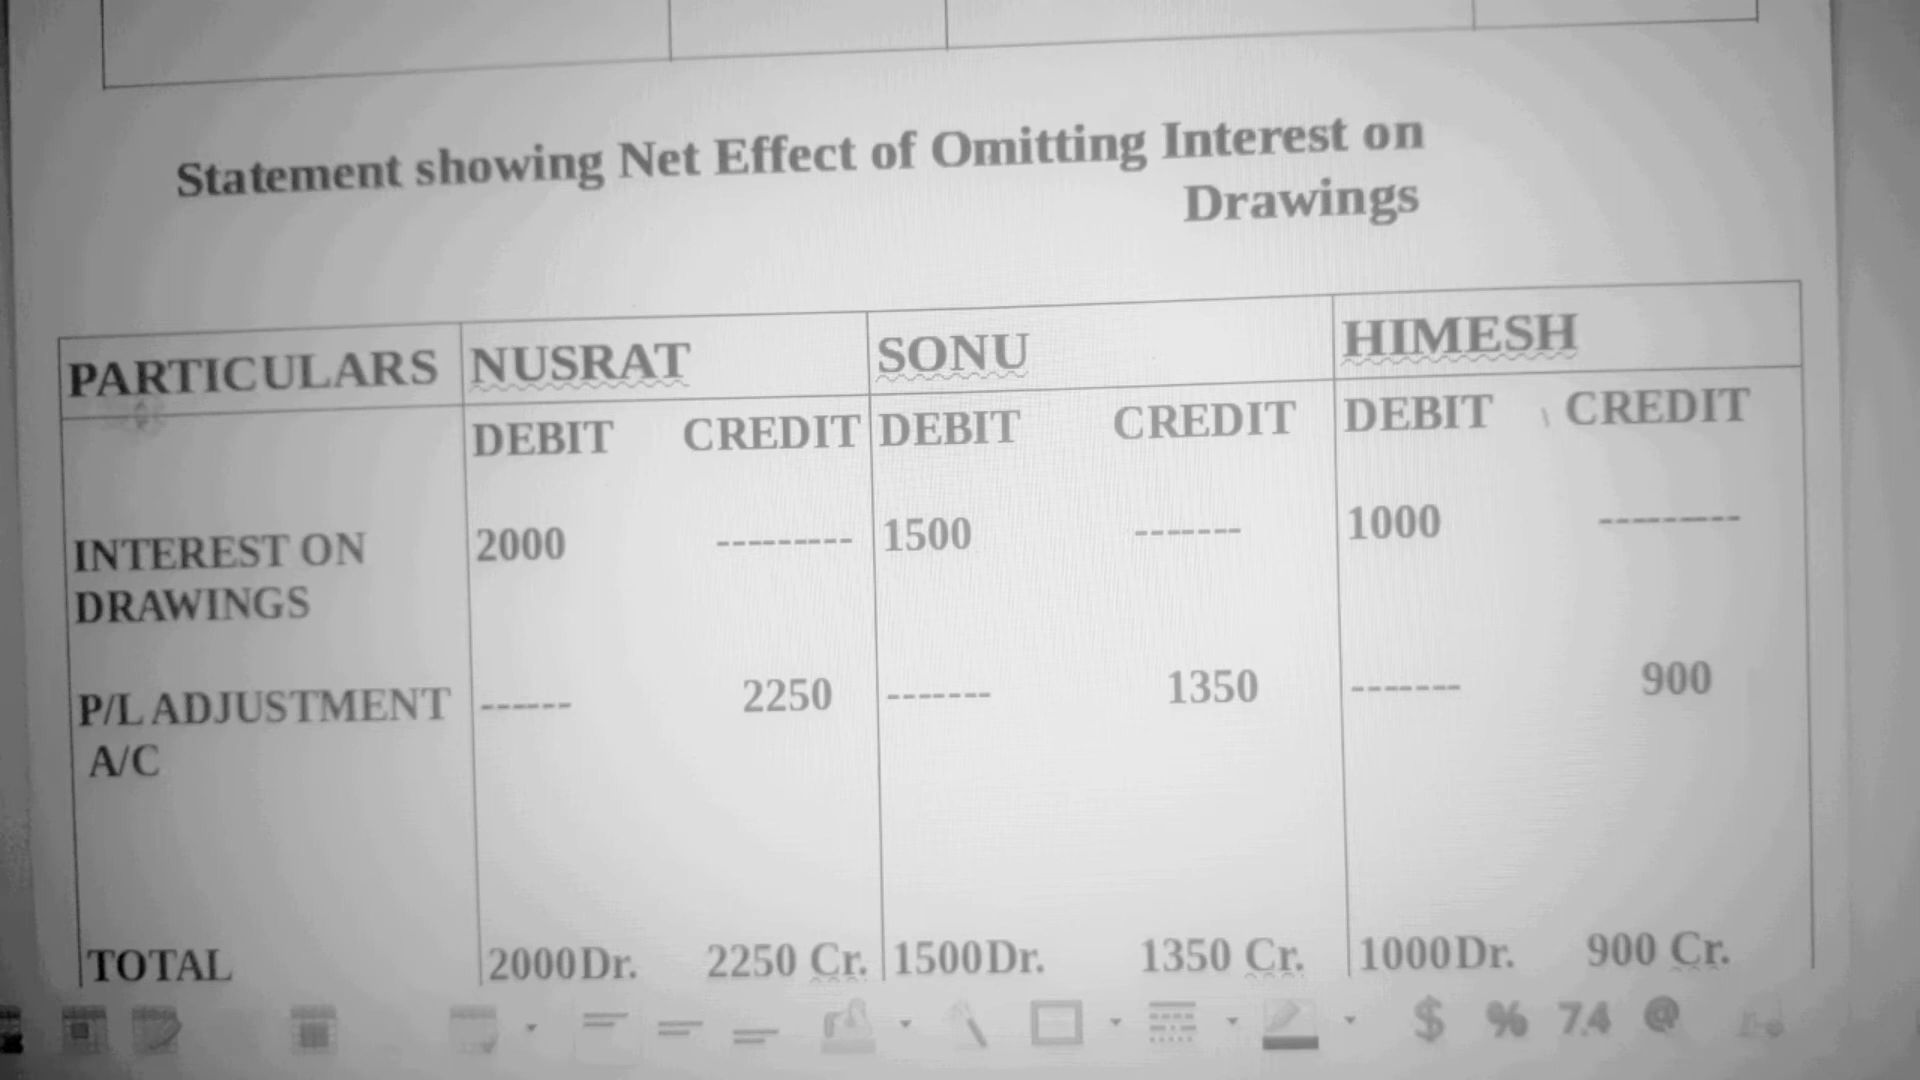 Statement showing Net Effect of Omitting Interest on
Drawings
PARTICULARS NUSRAT SONU HIMESH
DEBIT CREDIT DEBIT CREDIT DEBIT CREDIT
INTEREST ON 2000 --------- 1500 ------- 1000 ---------
DRAWINGS
P/L ADJUSTMENT ------ 2250 ------- 1350 ------- 900
A/C
TOTAL 2000Dr. 2250 Cr. 1500Dr. 1350 Cr. 1000Dr. 900 Cr.
$ % 7.4 @